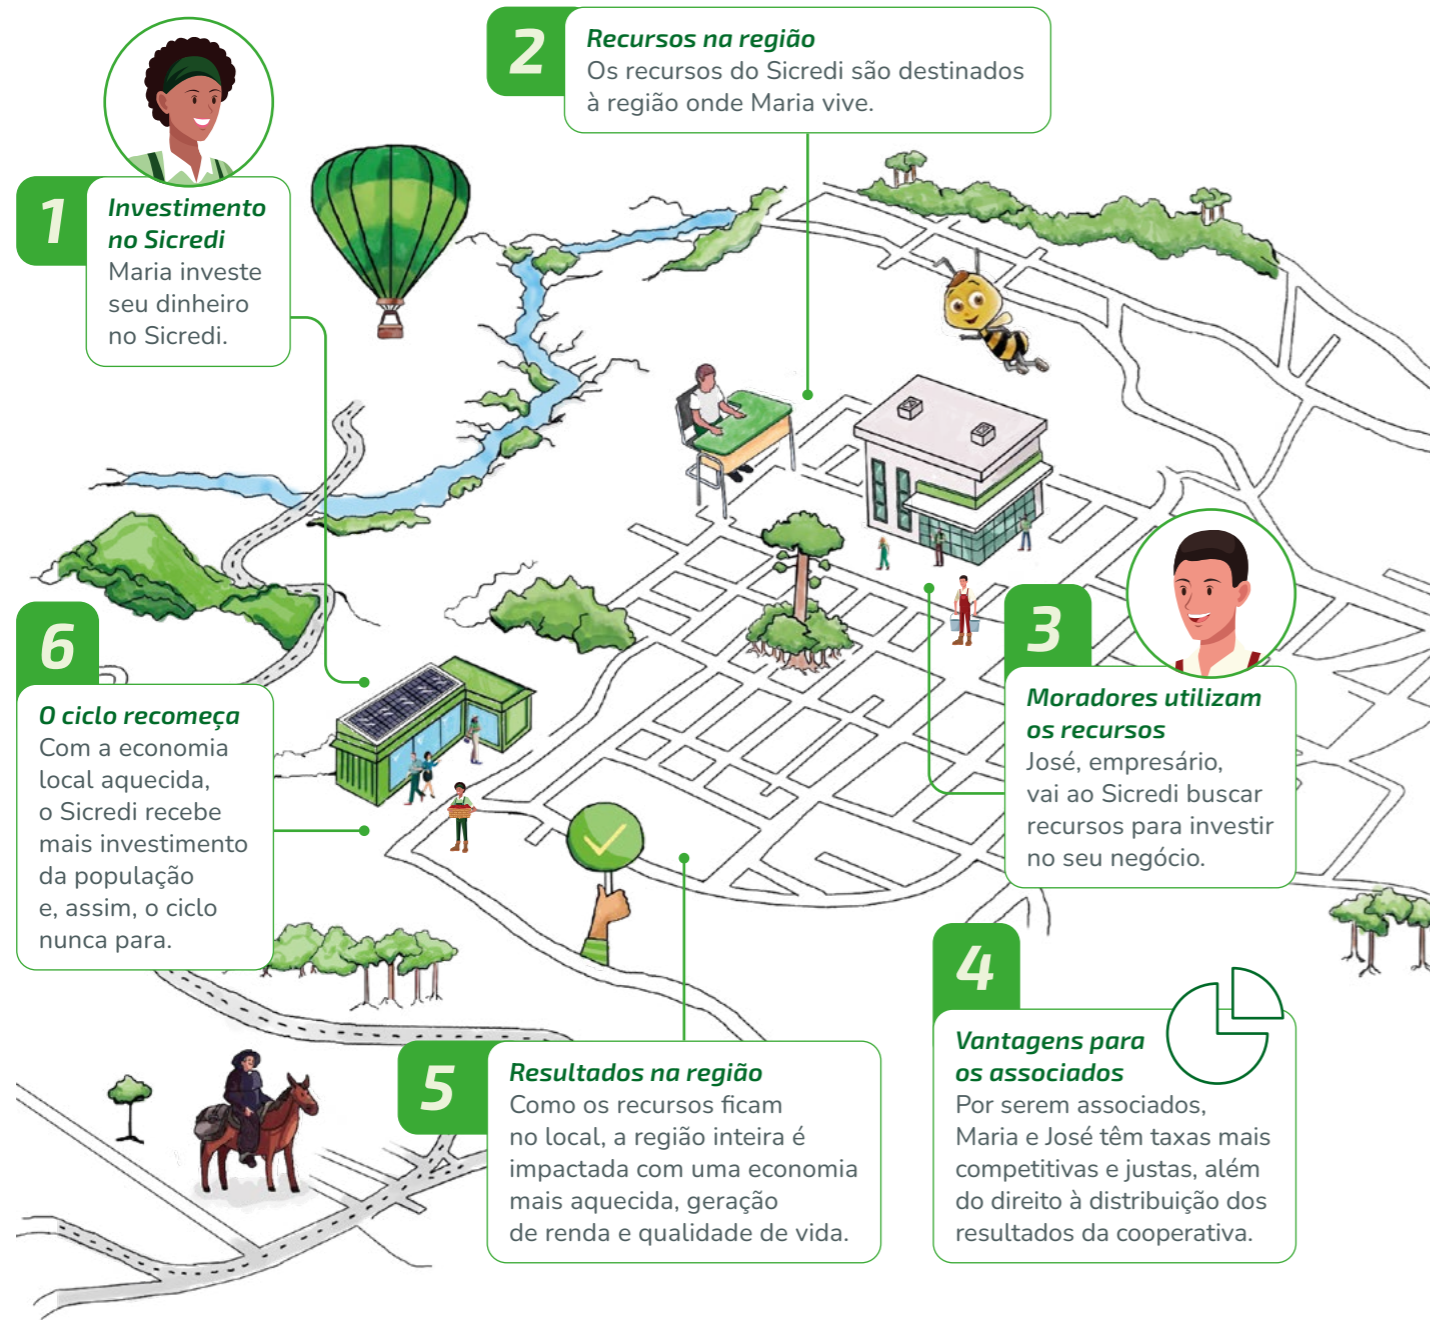 1
Investimento
no Sicredi
Maria investe
seu dinheiro
no Sicredi.
2
Recursos na região
Os recursos do Sicredi são destinados
à região onde Maria vive.
3
Moradores utilizam
os recursos
José, empresário,
vai ao Sicredi buscar
recursos para investir
no seu negócio.
4
Vantagens para
os associados
Por serem associados,
Maria e José têm taxas mais
competitivas e justas, além
do direito à distribuição dos
resultados da cooperativa.
5
Resultados na região
Como os recursos ficam
no local, a região inteira é
impactada com uma economia
mais aquecida, geração
de renda e qualidade de vida.
6
O ciclo recomeça
Com a economia
local aquecida,
o Sicredi recebe
mais investimento
da população
e, assim, o ciclo
nunca para.